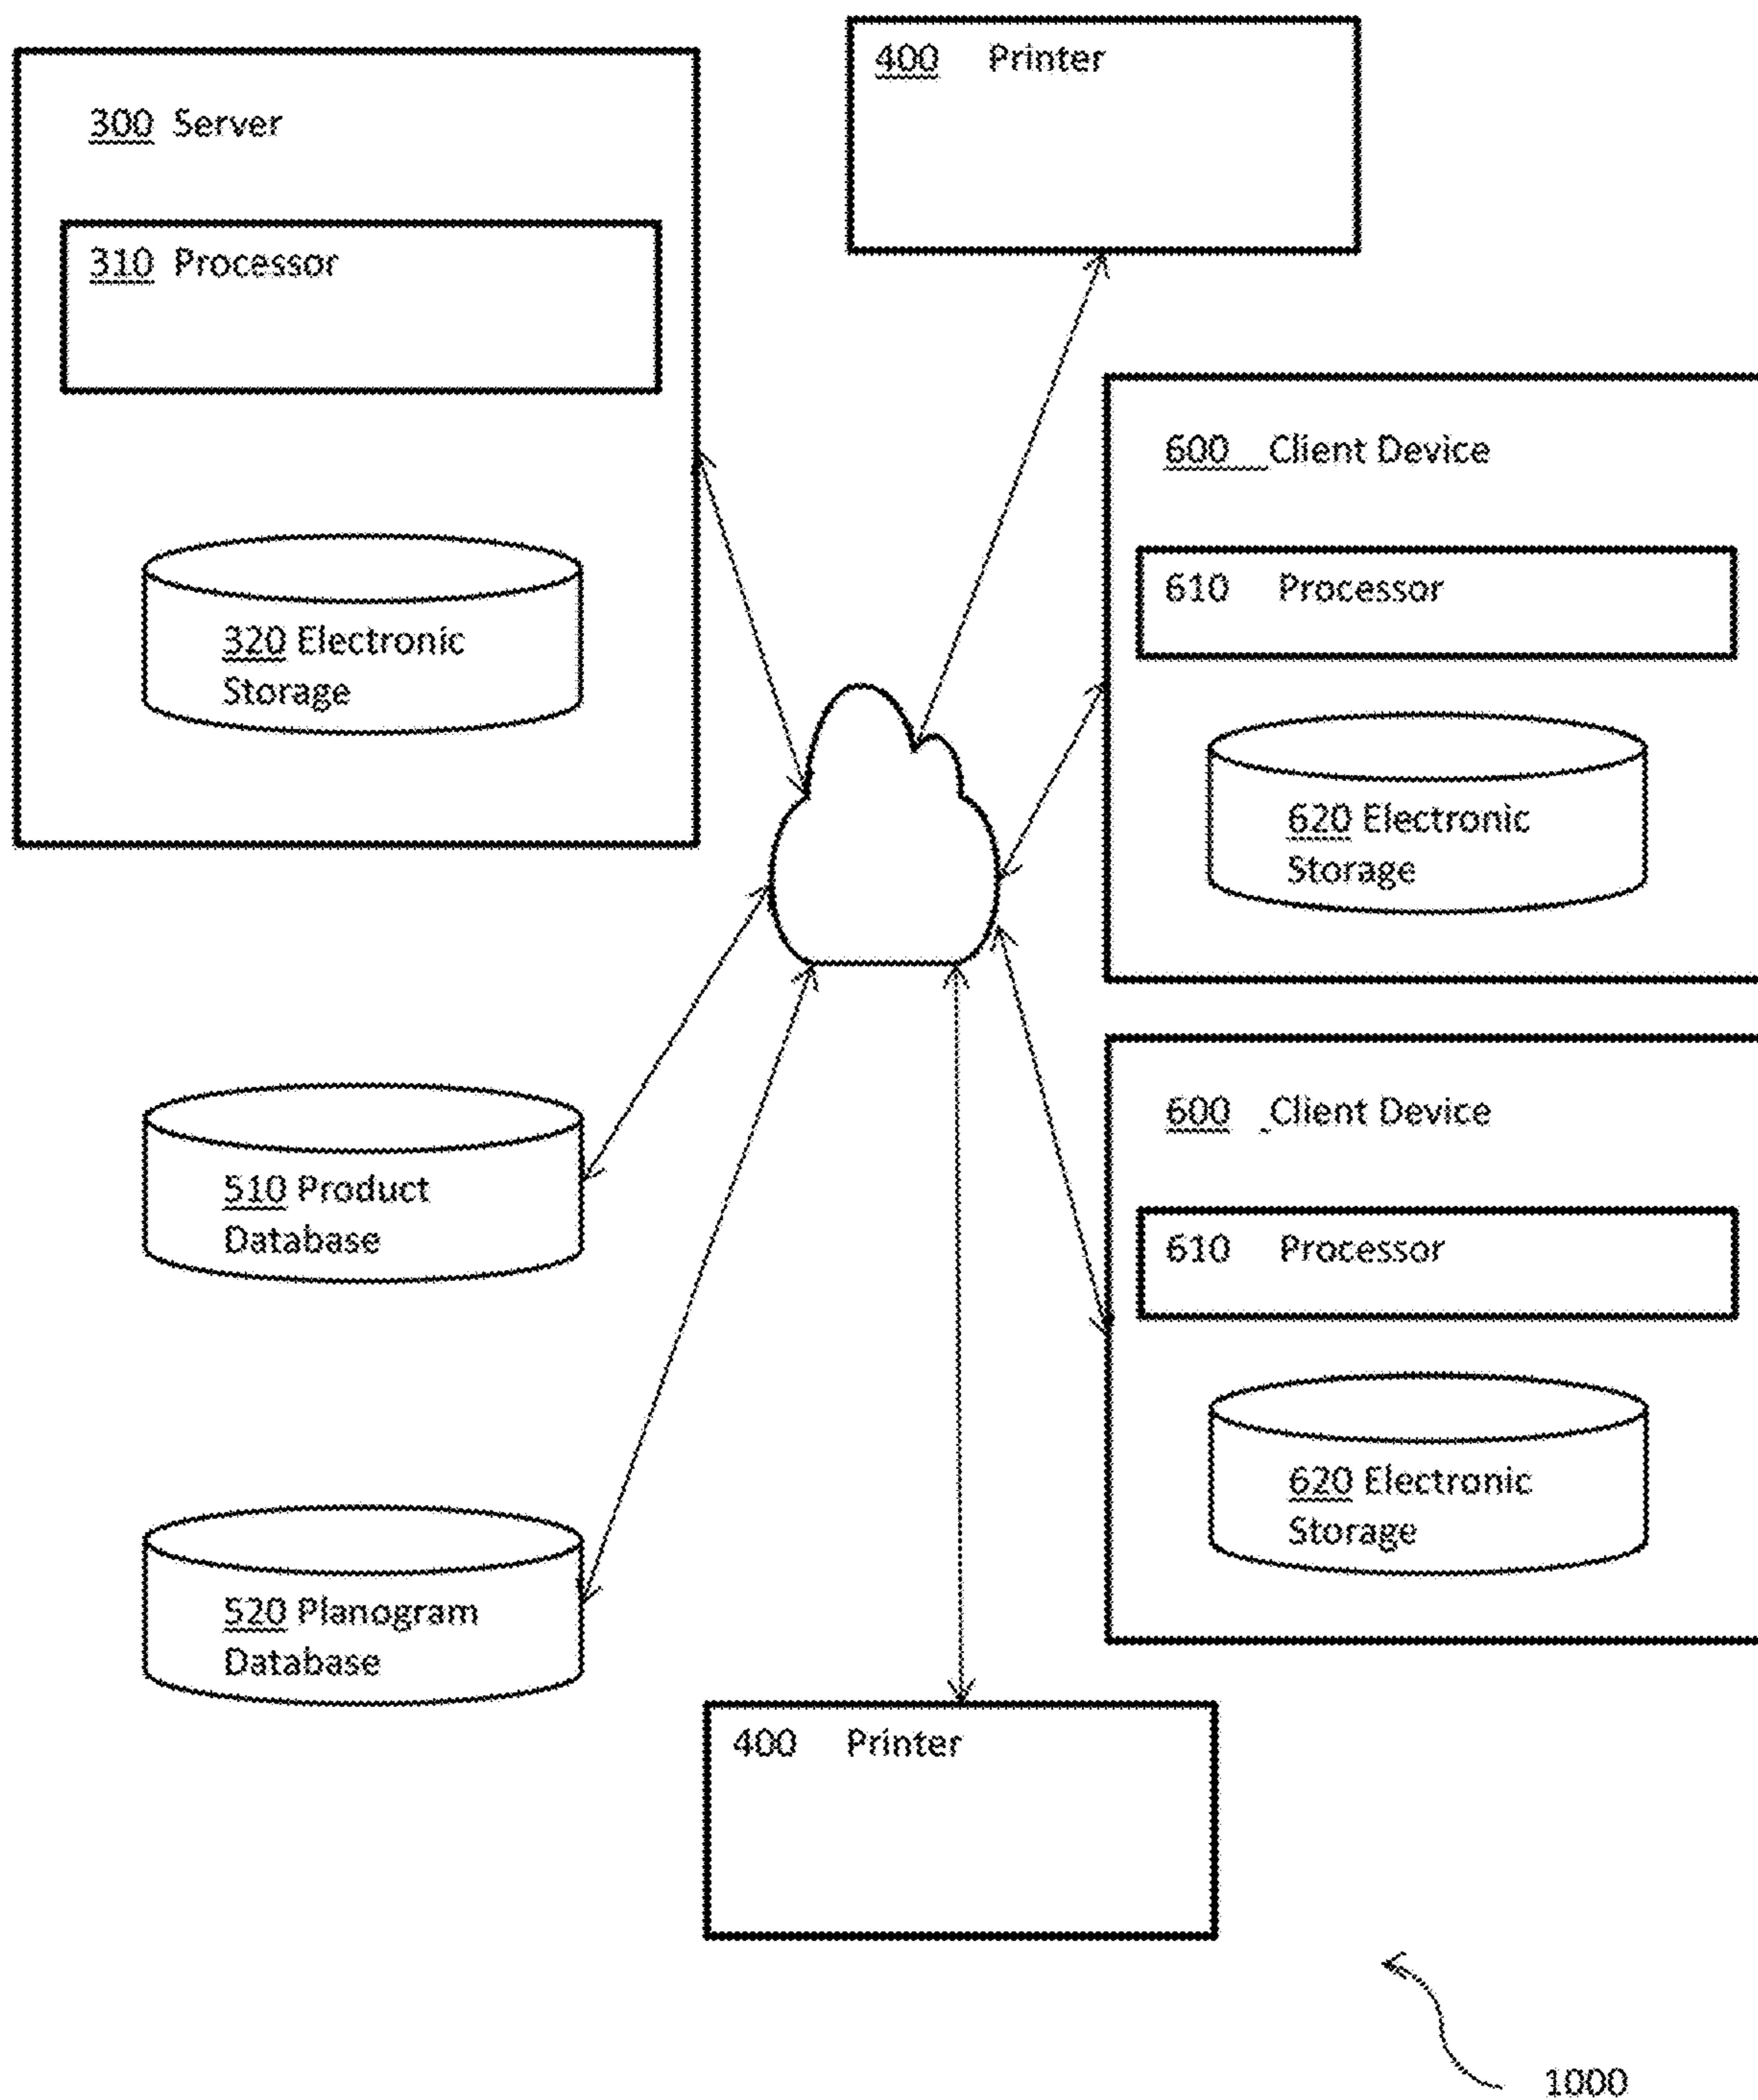 400 Printer
300 Server
310 Processor
320 Electronic
Storage
600 Client Device
610 Processor
620 Electronic
Storage
510 Product
Database
600 Client Device
610 Processor
620 Electronic
Storage
520 Planogram
Database
400 Printer
1000